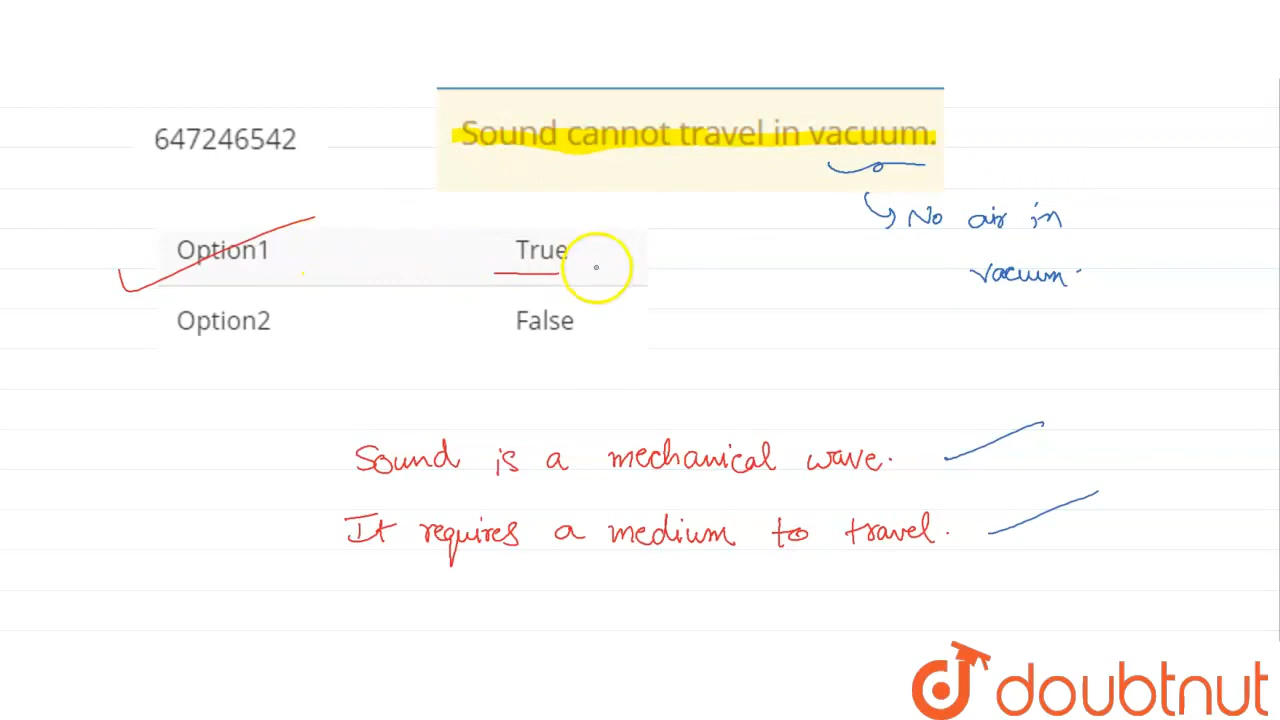 647246542
Sound cannot travel in vacuum.
No air in
vacuum.
Option1 True
Option2 False
Sound is a mechanical wave.
It requires a medium to travel.
doubtnut